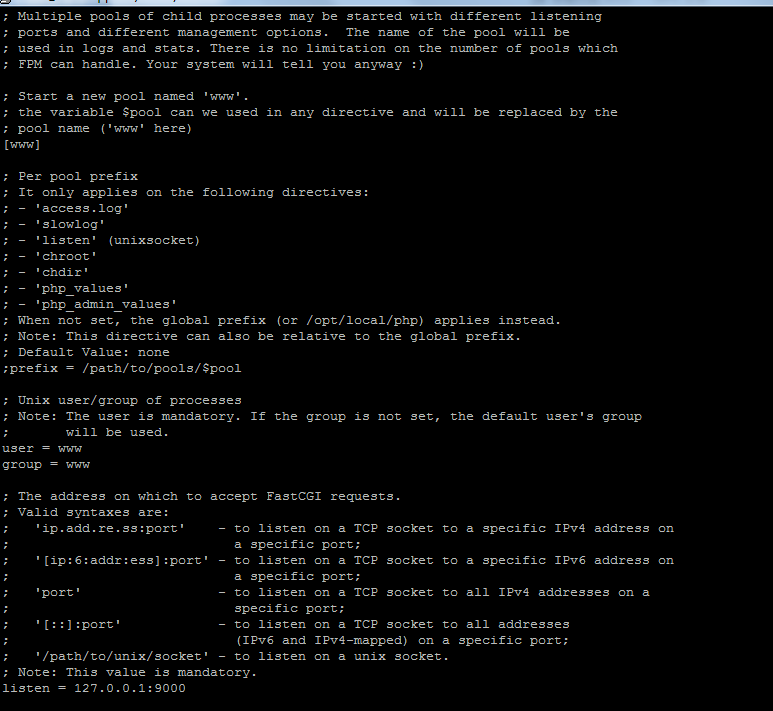 ; Multiple pools of child processes may be started with different listening
; ports and different management options.  The name of the pool will be
; used in logs and stats. There is no limitation on the number of pools which
; FPM can handle. Your system will tell you anyway :)
; Start a new pool named 'www'.
; the variable $pool can we used in any directive and will be replaced by the
; pool name ('www' here)
[www]
; Per pool prefix
; It only applies on the following directives:
; - 'access.log'
; - 'slowlog'
; - 'listen' (unixsocket)
; - 'chroot'
; - 'chdir'
; - 'php_values'
; - 'php_admin_values'
; When not set, the global prefix (or /opt/local/php) applies instead.
; Note: This directive can also be relative to the global prefix.
; Default Value: none
;prefix = /path/to/pools/$pool
; Unix user/group of processes
; Note: The user is mandatory. If the group is not set, the default user's group
;       will be used.
user = www
group = www
; The address on which to accept FastCGI requests.
; Valid syntaxes are:
;   'ip.add.re.ss:port'    - to listen on a TCP socket to a specific IPv4 address on
;                            a specific port;
;   '[ip:6:addr:ess]:port' - to listen on a TCP socket to a specific IPv6 address on
;                            a specific port;
;   'port'                 - to listen on a TCP socket to all IPv4 addresses on a
;                            specific port;
;   '[::]:port'            - to listen on a TCP socket to all addresses
;                            (IPv6 and IPv4-mapped) on a specific port;
;   '/path/to/unix/socket' - to listen on a unix socket.
; Note: This value is mandatory.
listen = 127.0.0.1:9000